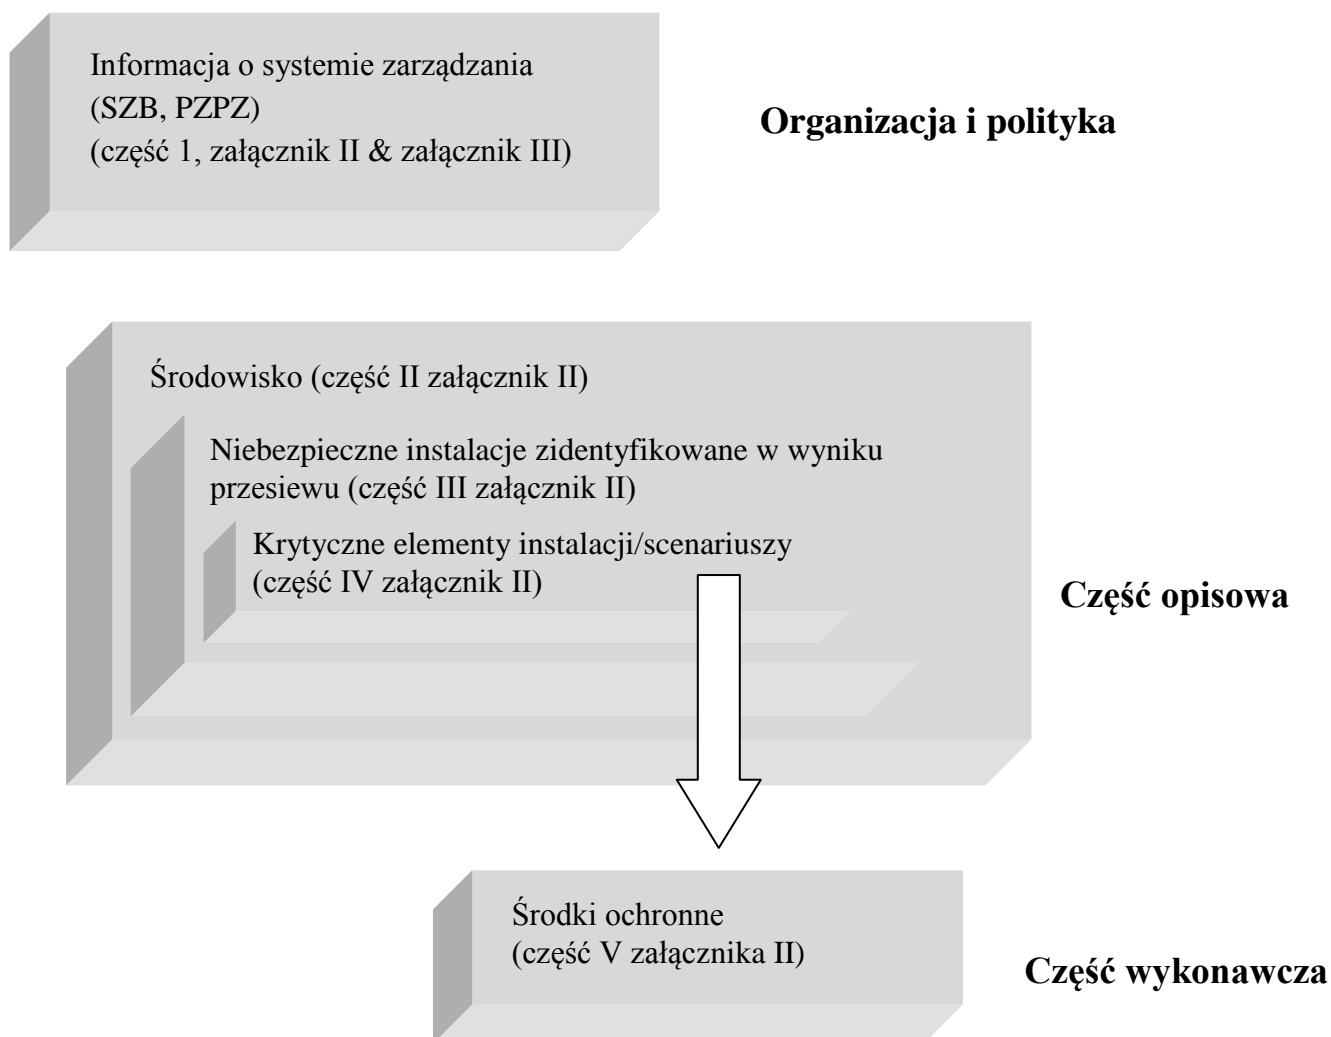 Informacja o systemie zarządzania
(SZB, PZPZ)
(część 1, załącznik II & załącznik III)
Organizacja i polityka
Środowisko (część II załącznik II)
Niebezpieczne instalacje zidentyfikowane w wyniku
przesiewu (część III załącznik II)
Krytyczne elementy instalacji/scenariuszy
(część IV załącznik II)
Część opisowa
Środki ochronne
(część V załącznika II)
Część wykonawcza